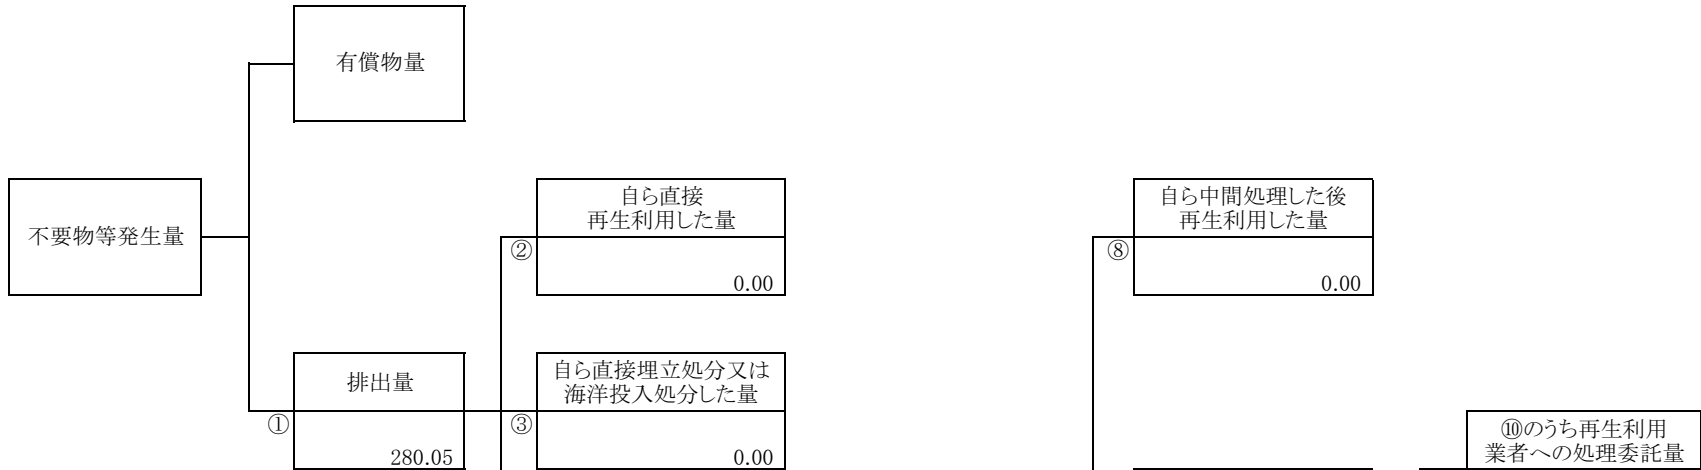 有償物量
不要物等発生量
自ら直接
再生利用した量
②
0.00
自ら中間処理した後
再生利用した量
⑧
0.00
排出量
①
280.05
自ら直接埋立処分又は
海洋投入処分した量
③
0.00
⑩のうち再生利用
業者への処理委託量